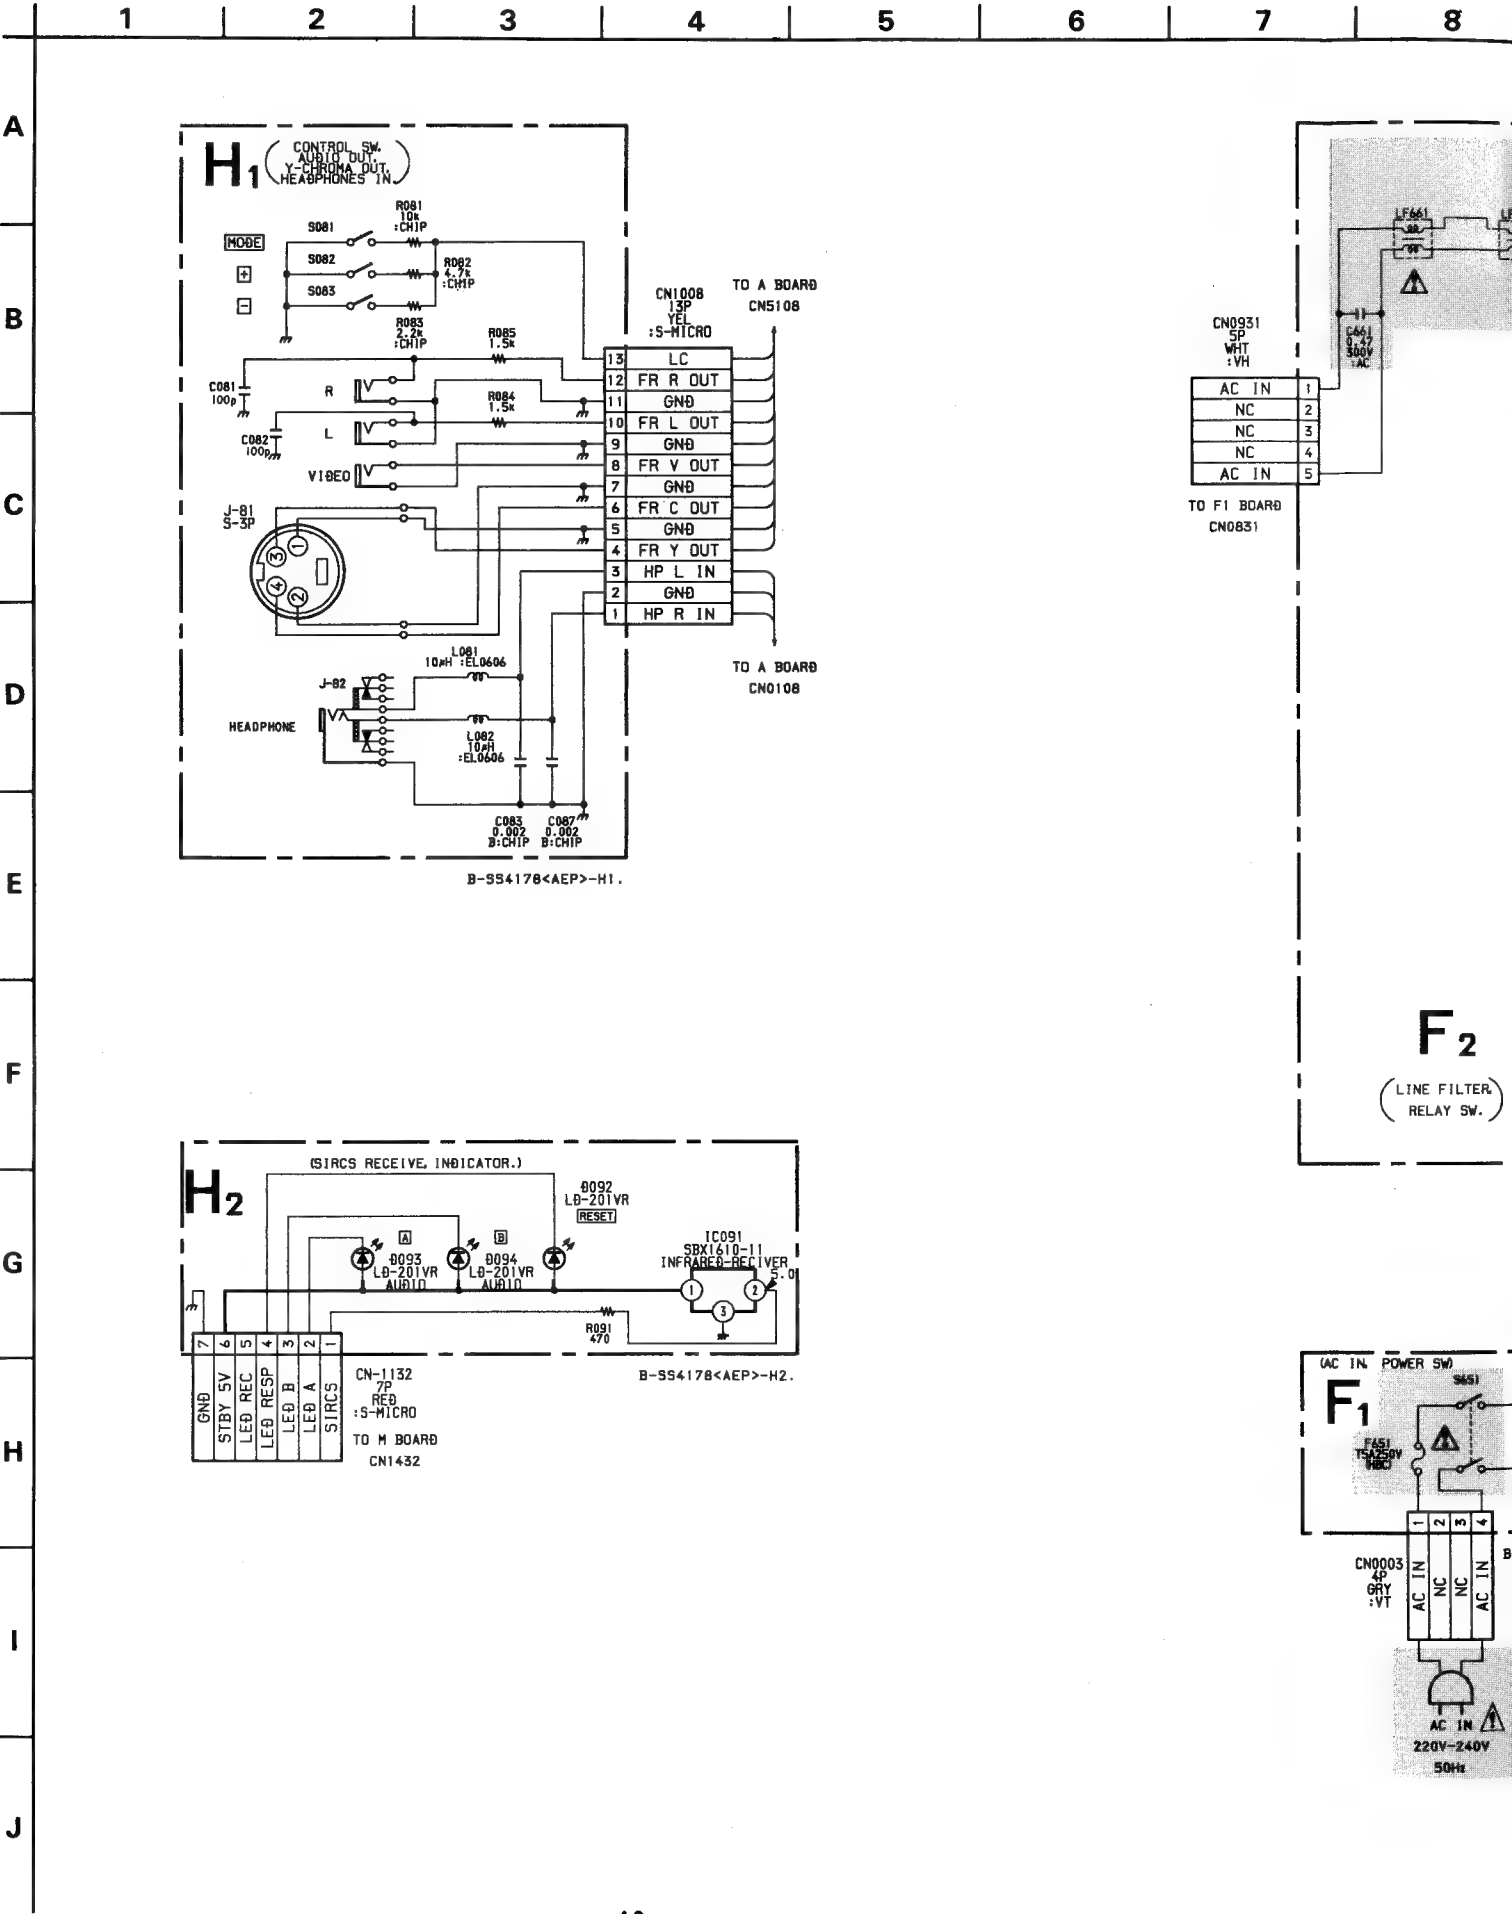 1 2 3 4 5 6 7 8
A
B
C
D
E
F
G
H
I
J
H1
CONTROL SW.
AUDIO OUT.
Y-CHROMA OUT.
HEADPHONES IN.
MODE
+
-
S081
S082
S083
R081
10k
:CHIP
R082
4.7k
:CHIP
R083
2.2k
:CHIP
R085
1.5k
R084
1.5k
C081
100p
C082
100p
R
L
VIDEO
J-81
S-3P
3 1
4 2
CN1008
13P
YEL
:S-MICRO
TO A BOARD
CN5108
13 LC
12 FR R OUT
11 GND
10 FR L OUT
9 GND
8 FR V OUT
7 GND
6 FR C OUT
5 GND
4 FR Y OUT
3 HP L IN
2 GND
1 HP R IN
TO A BOARD
CN0108
L081
10μH :EL0606
J-82
HEADPHONE
L082
10μH
:EL0606
C083
0.002
B:CHIP
C087
0.002
B:CHIP
B-SS4178<AEP>-H1.
H2
(SIRCS RECEIVE, INDICATOR.)
D092
LD-201VR
RESET
A
D093
LD-201VR
AUDIO
B
D094
LD-201VR
AUDIO
IC091
SBX1610-11
INFRARED-RECIVER
5.0
1 2
3
R091
470
7 6 5 4 3 2 1
GND
STBY 5V
LED REC
LED RESP
LED B
LED A
SIRCS
CN-1132
7P
RED
:S-MICRO
TO M BOARD
CN1432
B-SS4178<AEP>-H2.
LF661
C661
0.47
300V
:AC
CN0931
5P
WHT
:VH
AC IN 1
NC 2
NC 3
NC 4
AC IN 5
TO F1 BOARD
CN0831
F2
LINE FILTER,
RELAY SW.
(AC IN, POWER SW)
F1
S651
F651
T5A250V
(HBC)
1 2 3 4
AC IN
NC
NC
AC IN
CN0003
4P
GRY
:VT
B
AC IN
220V-240V
50Hz